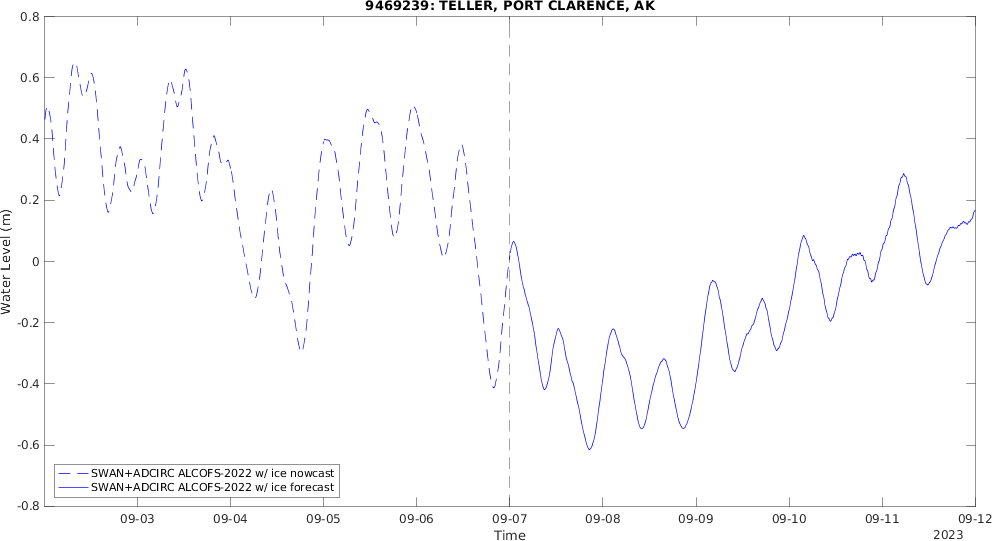 9469239: TELLER, PORT CLARENCE, AK
0.8
0.6
0.4
0.2
0
-0.2
-0.4
-0.6
-0.8
Water Level (m)
SWAN+ADCIRC ALCOFS-2022 w/ ice nowcast
SWAN+ADCIRC ALCOFS-2022 w/ ice forecast
09-03 09-04 09-05 09-06 09-07 09-08 09-09 09-10 09-11 09-12
Time
2023